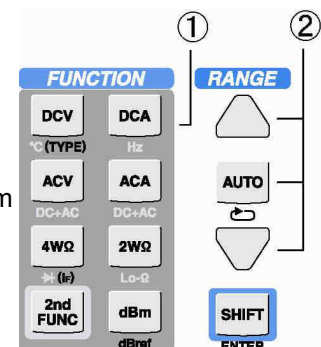 ① ②
FUNCTION RANGE
DCV DCA
°C (TYPE) Hz
ACV ACA AUTO
DC+AC DC+AC
m
4WΩ 2WΩ
(IF) Lo-Ω
2nd FUNC dBm SHIFT
dBref ENTER